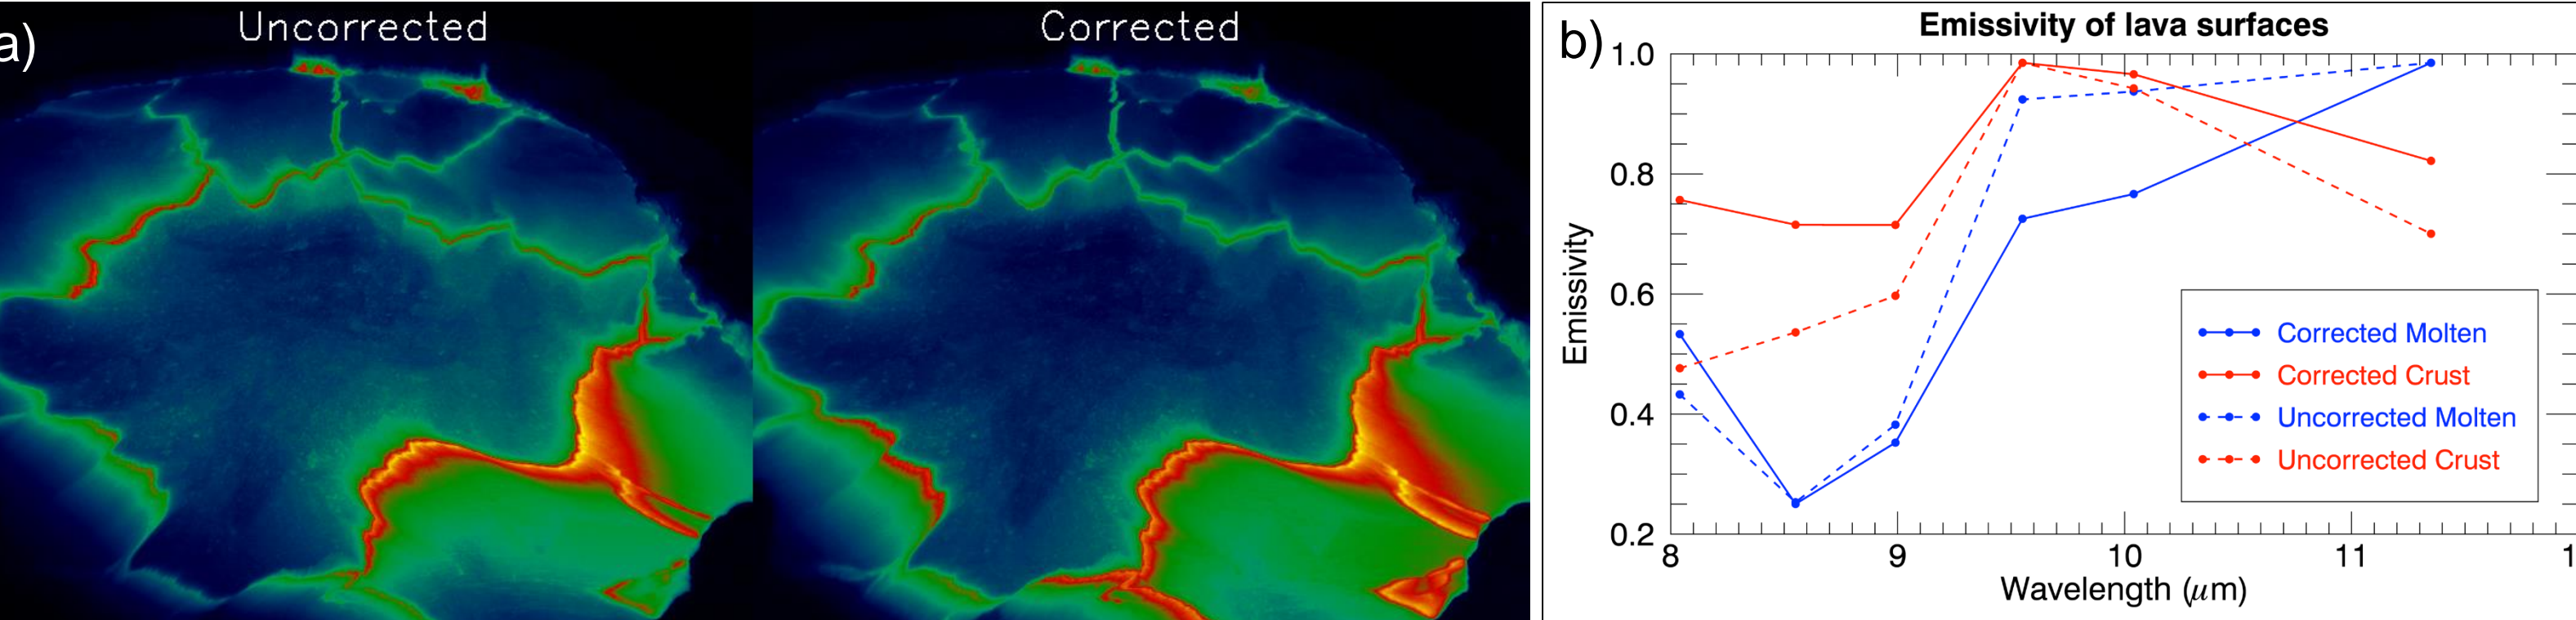 a)
Uncorrected
Corrected
b)
Emissivity of lava surfaces
1.0
0.8
0.6
0.4
0.2
Emissivity
8 9 10 11 1
Wavelength (μm)
Corrected Molten
Corrected Crust
Uncorrected Molten
Uncorrected Crust